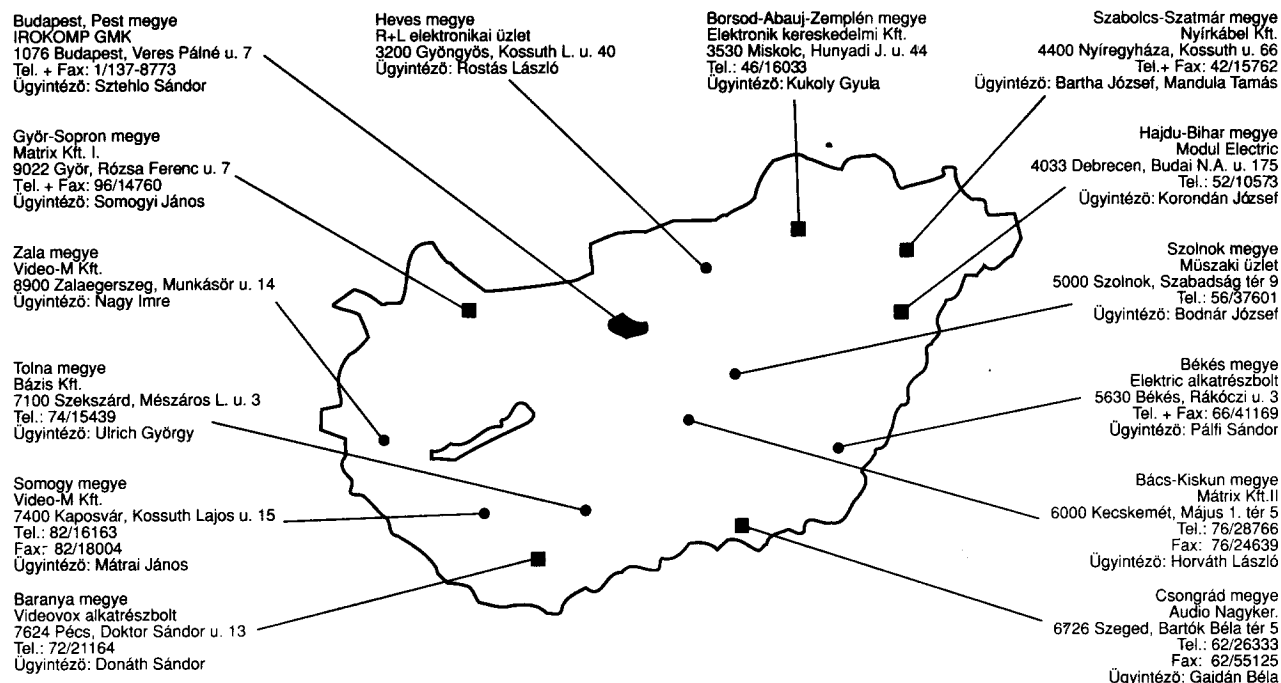 Budapest, Pest megye
IROKOMP GMK
1076 Budapest, Veres Pálné u. 7
Tel. + Fax: 1/137-8773
Ügyintéző: Sztehlo Sándor
Heves megye
R+L elektronikai üzlet
3200 Gyöngyös, Kossuth L. u. 40
Ügyintéző: Rostás László
Borsod-Abauj-Zemplén megye
Elektronik kereskedelmi Kft.
3530 Miskolc, Hunyadi J. u. 44
Tel.: 46/16033
Ügyintéző: Kukoly Gyula
Szabolcs-Szatmár megye
Nyírkábel Kft.
4400 Nyíregyháza, Kossuth u. 66
Tel.+ Fax: 42/15762
Ügyintéző: Bartha József, Mandula Tamás
Győr-Sopron megye
Matrix Kft. I.
9022 Győr, Rózsa Ferenc u. 7
Tel. + Fax: 96/14760
Ügyintéző: Somogyi János
Hajdu-Bihar megye
Modul Electric
4033 Debrecen, Budai N.A. u. 175
Tel.: 52/10573
Ügyintéző: Korondán József
Zala megye
Video-M Kft.
8900 Zalaegerszeg, Munkásőr u. 14
Ügyintéző: Nagy Imre
Szolnok megye
Müszaki üzlet
5000 Szolnok, Szabadság tér 9
Tel.: 56/37601
Ügyintéző: Bodnár József
Tolna megye
Bázis Kft.
7100 Szekszárd, Mészáros L. u. 3
Tel.: 74/15439
Ügyintéző: Ulrich György
Békés megye
Elektric alkatrészbolt
5630 Békés, Rákóczi u. 3
Tel. + Fax: 66/41169
Ügyintéző: Pálfi Sándor
Somogy megye
Video-M Kft.
7400 Kaposvár, Kossuth Lajos u. 15
Tel.: 82/16163
Fax: 82/18004
Ügyintéző: Mátrai János
Bács-Kiskun megye
Mátrix Kft.II
6000 Kecskemét, Május 1. tér 5
Tel.: 76/28766
Fax: 76/24639
Ügyintéző: Horváth László
Baranya megye
Videovox alkatrészbolt
7624 Pécs, Doktor Sándor u. 13
Tel.: 72/21164
Ügyintéző: Donáth Sándor
Csongrád megye
Audio Nagyker.
6726 Szeged, Bartók Béla tér 5
Tel.: 62/26333
Fax: 62/55125
Ügyintéző: Gajdán Béla